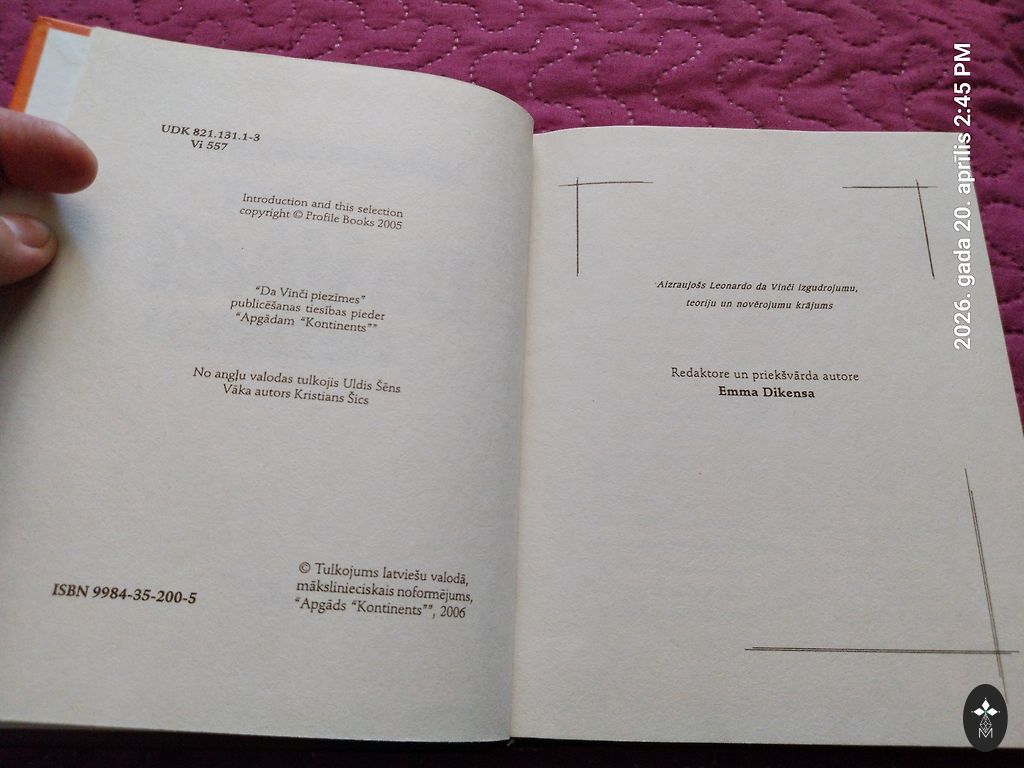 UDK 821.131.1-3
Vi 557
Introduction and this selection
copyright © Profile Books 2005
“Da Vinči piezīmes”
publicēšanas tiesības pieder
“Apgādam “Kontinents””
No angļu valodas tulkojis Uldis Šēns
Vāka autors Kristians Šics
© Tulkojums latviešu valodā,
mākslinieciskais noformējums,
“Apgāds “Kontinents””, 2006
ISBN 9984-35-200-5
Aizraujošs Leonardo da Vinči izgudrojumu,
teoriju un novērojumu krājums
Redaktore un priekšvārda autore
Emma Dikensa
2026. gada 20. aprīlis 2:45 PM
M